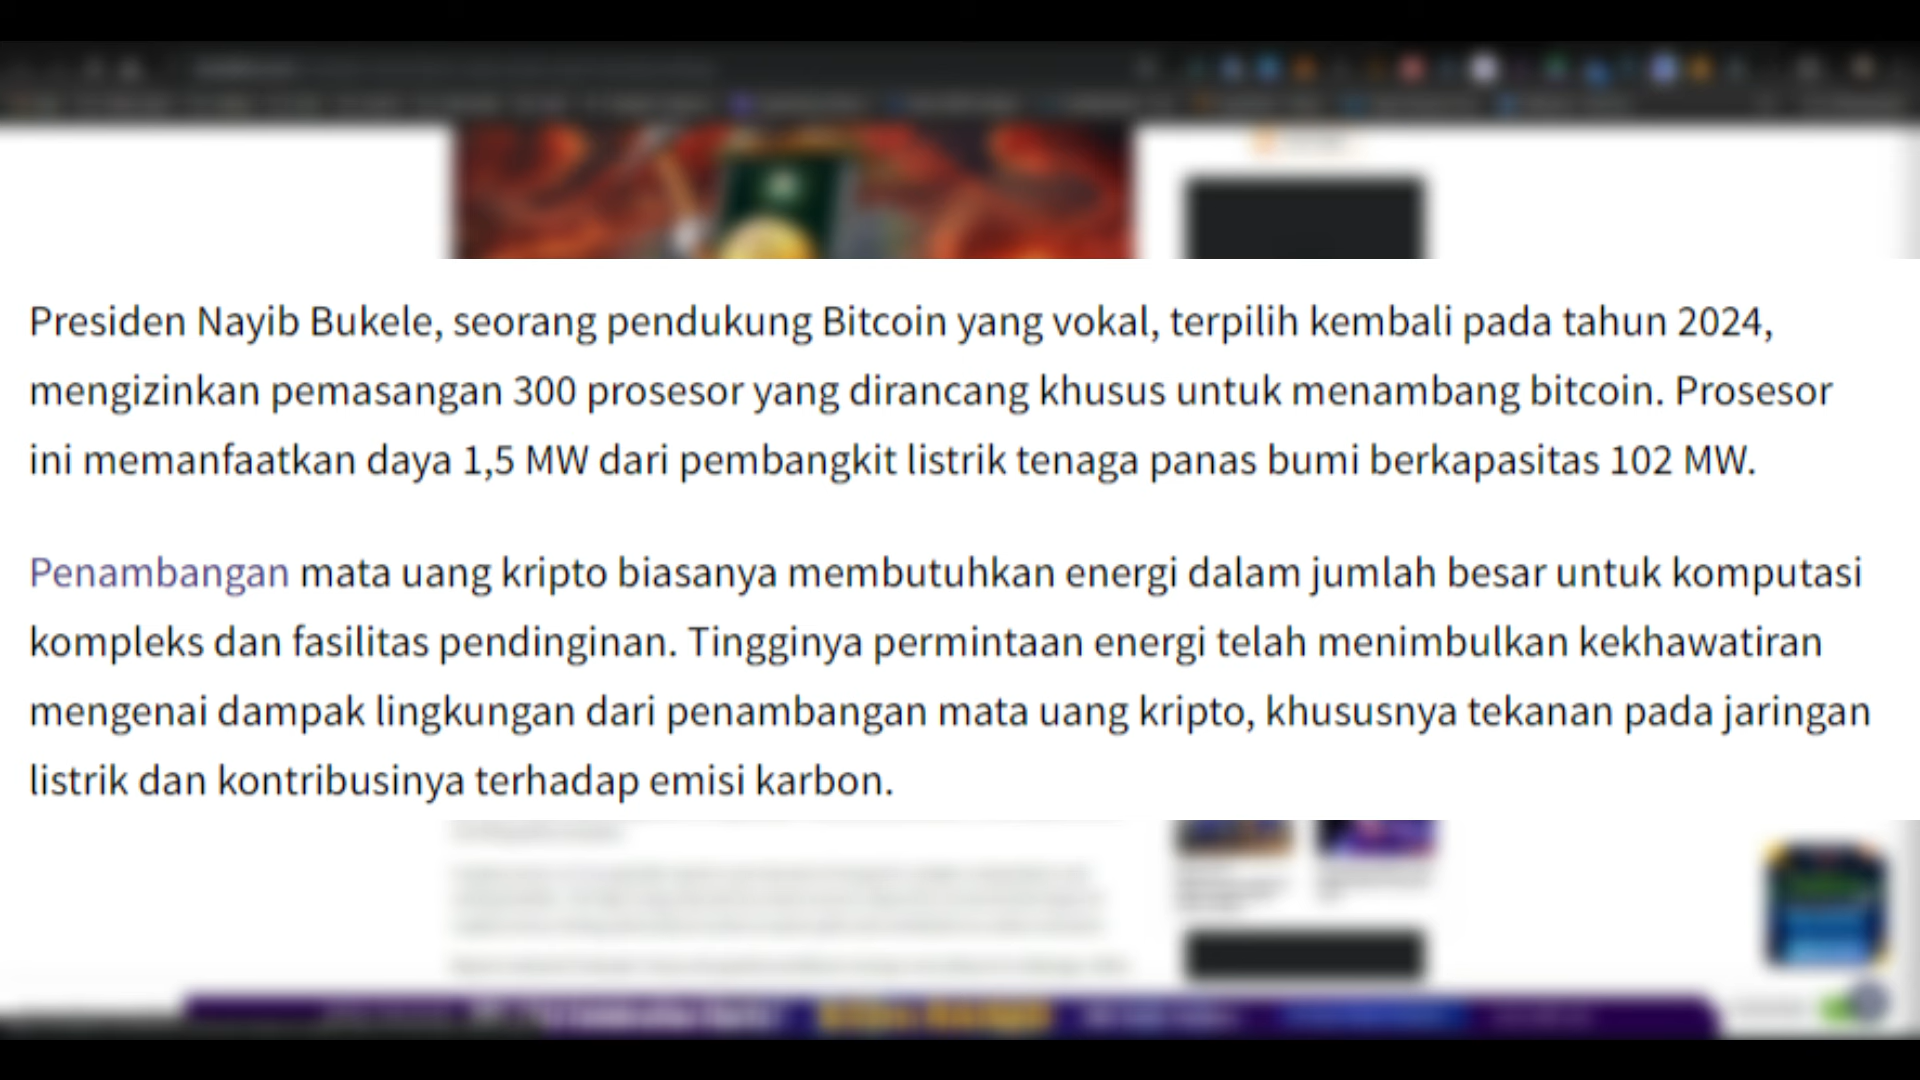 Presiden Nayib Bukele, seorang pendukung Bitcoin yang vokal, terpilih kembali pada tahun 2024,
mengizinkan pemasangan 300 prosesor yang dirancang khusus untuk menambang bitcoin. Prosesor
ini memanfaatkan daya 1,5 MW dari pembangkit listrik tenaga panas bumi berkapasitas 102 MW.
Penambangan mata uang kripto biasanya membutuhkan energi dalam jumlah besar untuk komputasi
kompleks dan fasilitas pendinginan. Tingginya permintaan energi telah menimbulkan kekhawatiran
mengenai dampak lingkungan dari penambangan mata uang kripto, khususnya tekanan pada jaringan
listrik dan kontribusinya terhadap emisi karbon.